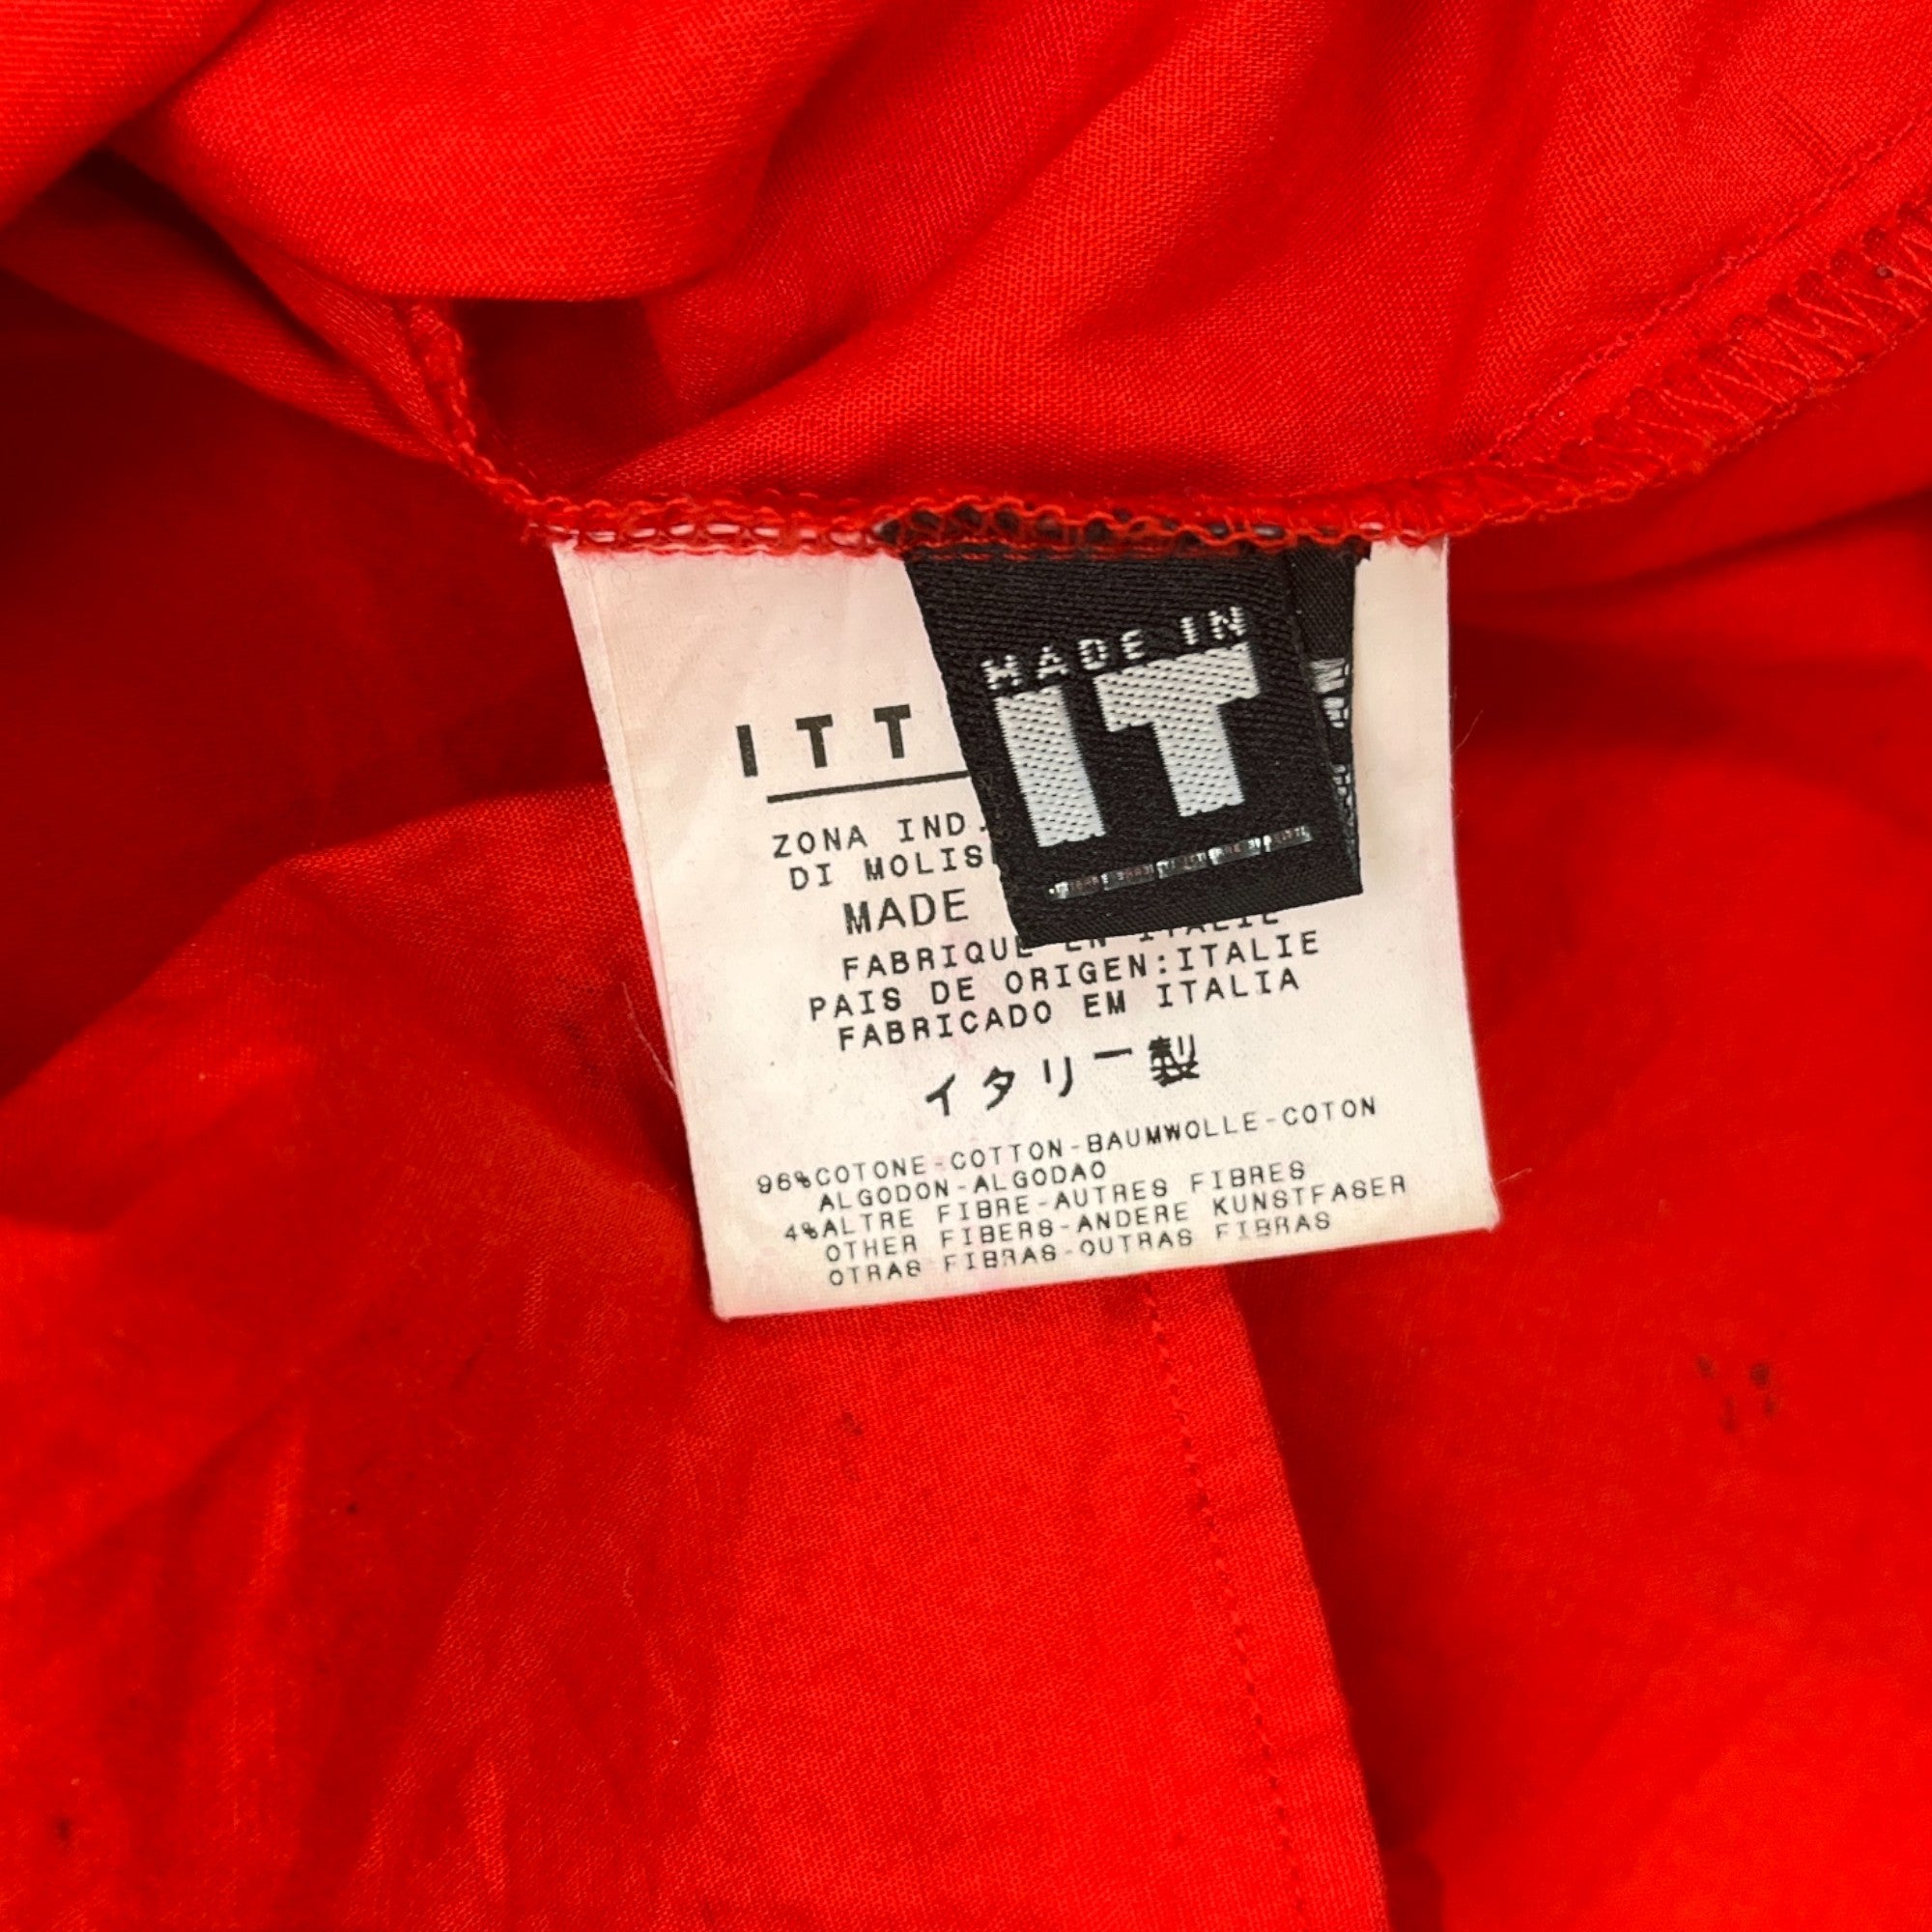 MADE IN
IT
ITT
ZONA IND.
DI MOLIS
MADE
FABRIQUE EN ITALIE
PAIS DE ORIGEN:ITALIE
FABRICADO EM ITALIA
イタリー製
96%COTONE-COTTON-BAUMWOLLE-COTON
ALGODON-ALGODAO
4%ALTRE FIBRE-AUTRES FIBRES
OTHER FIBERS-ANDERE KUNSTFASER
OTRAS FIBRAS-OUTRAS FIBRAS